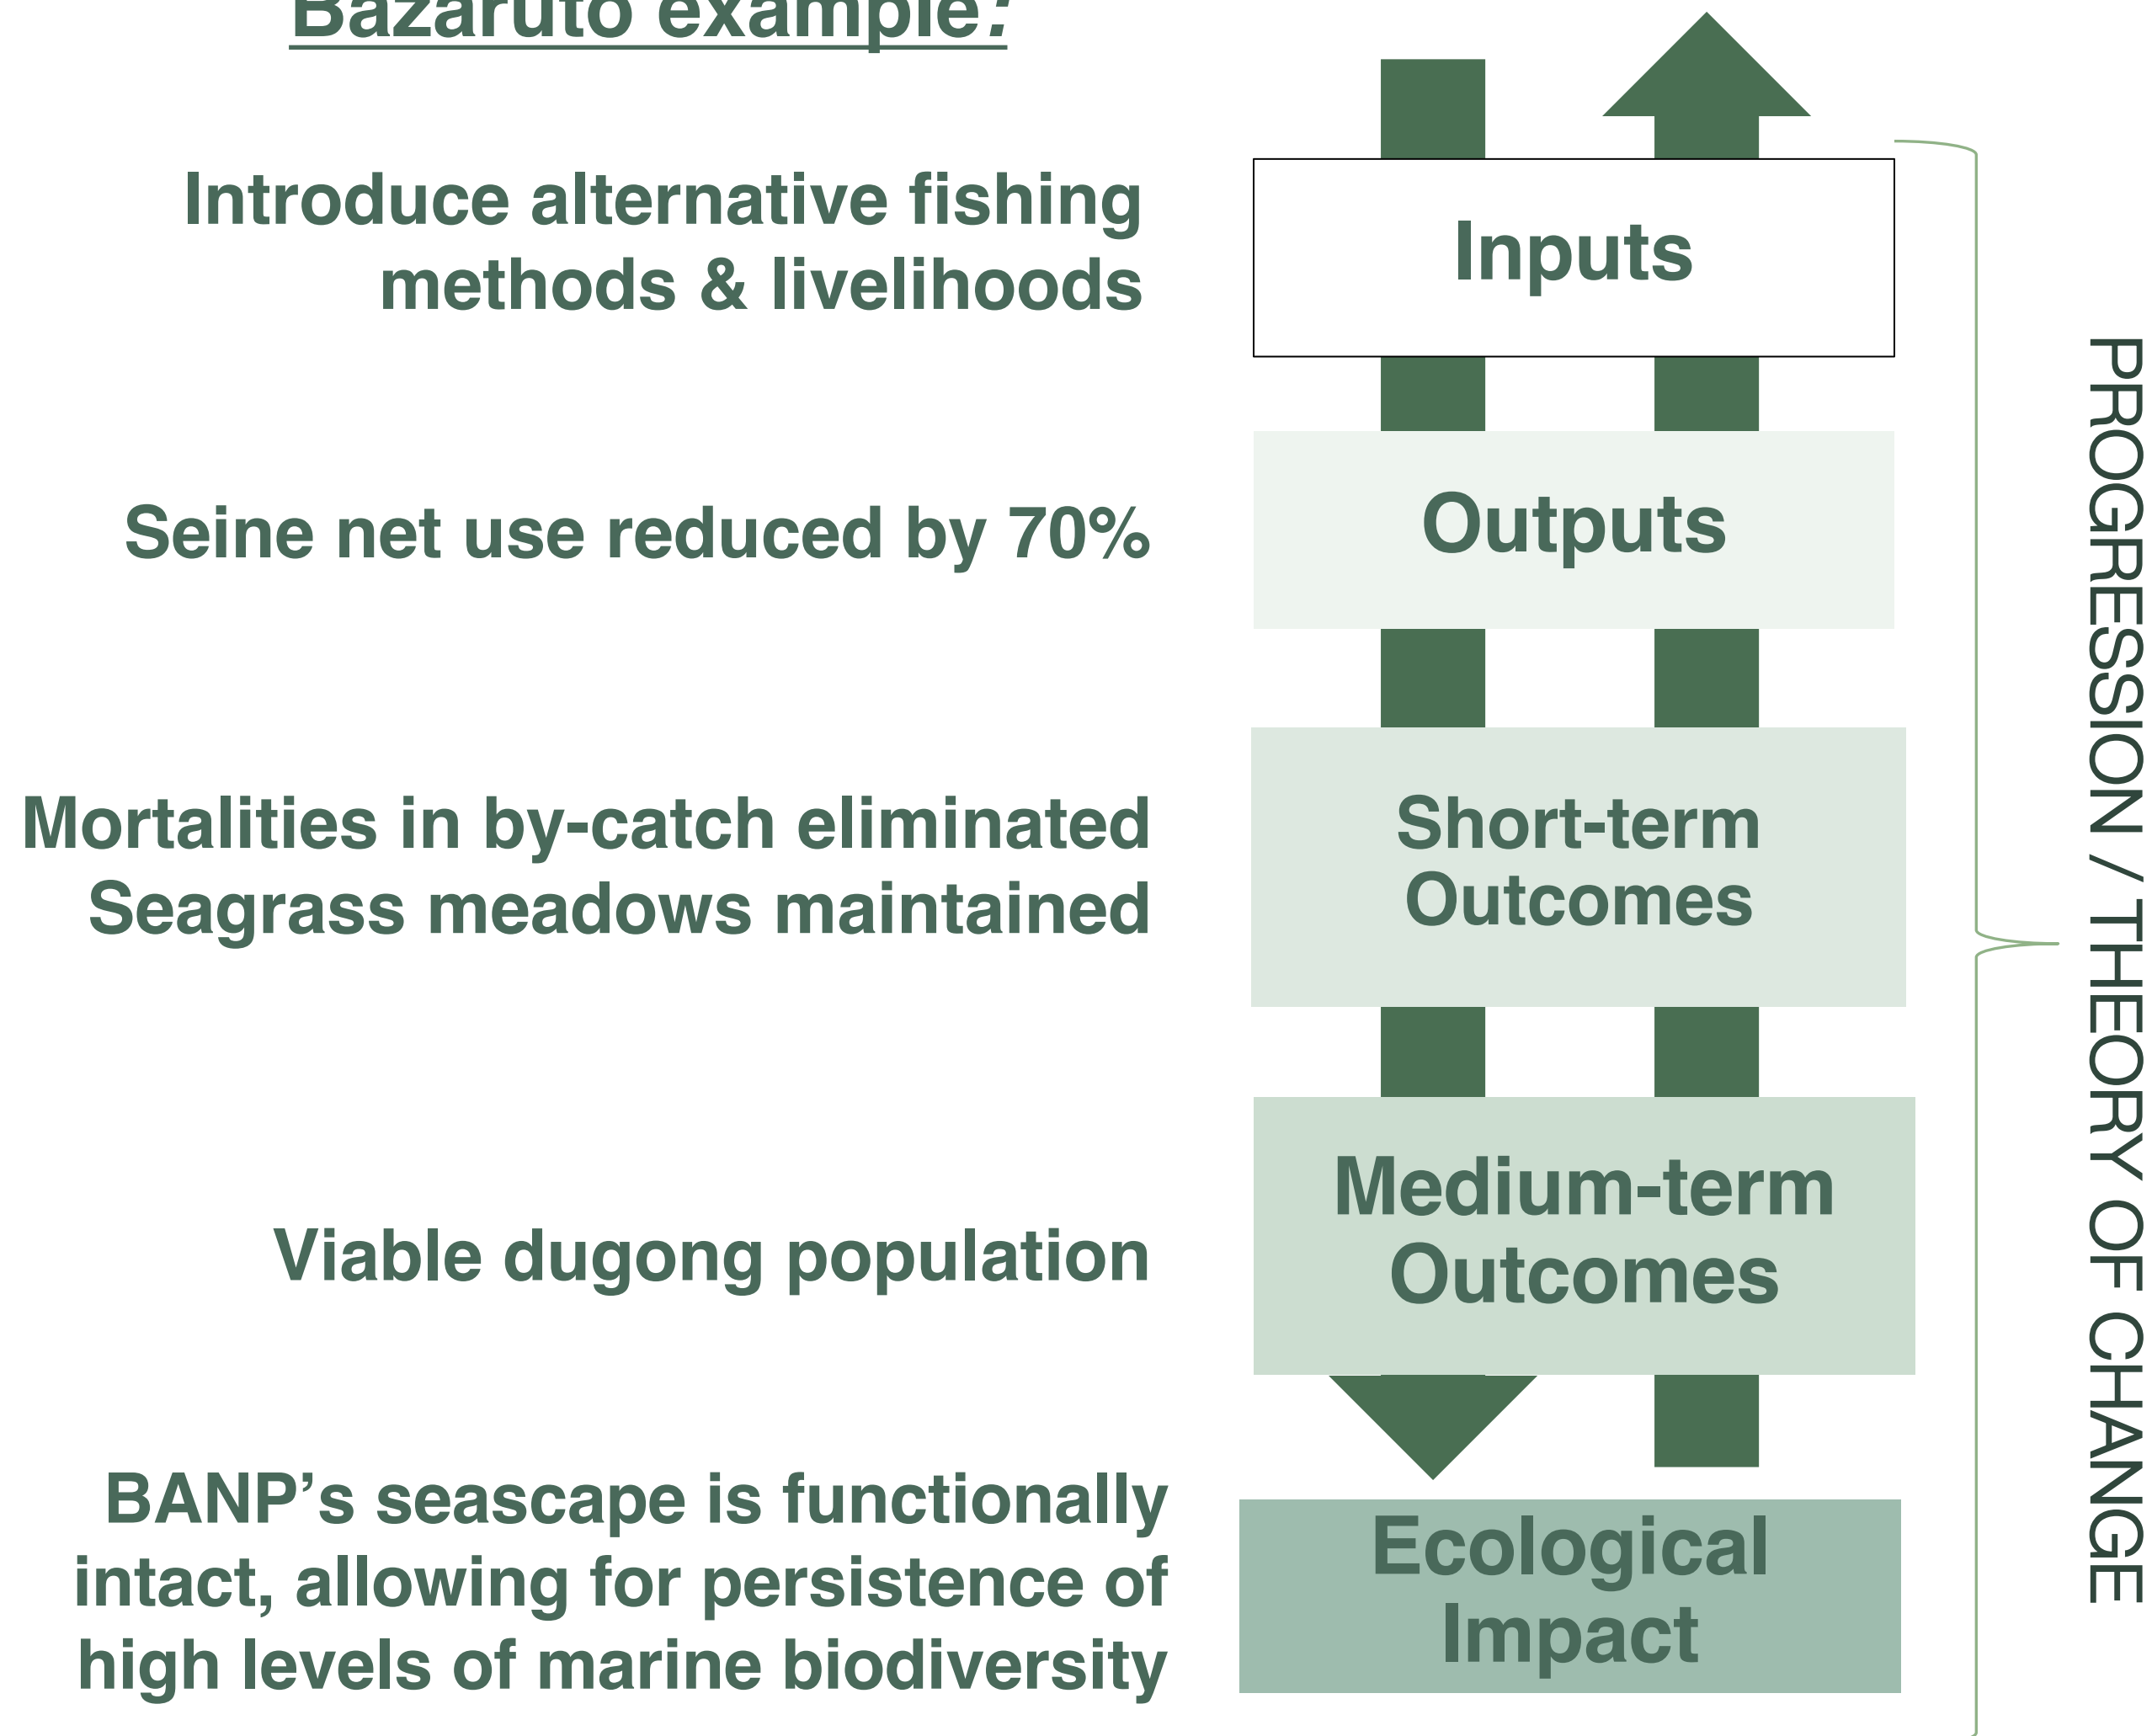 Bazaruto example:
Introduce alternative fishing
methods & livelihoods
Inputs
Seine net use reduced by 70%
Outputs
Mortalities in by-catch eliminated
Seagrass meadows maintained
Short-term
Outcomes
Viable dugong population
Medium-term
Outcomes
BANP's seascape is functionally
intact, allowing for persistence of
high levels of marine biodiversity
Ecological
Impact
PROGRESSION / THEORY OF CHANGE